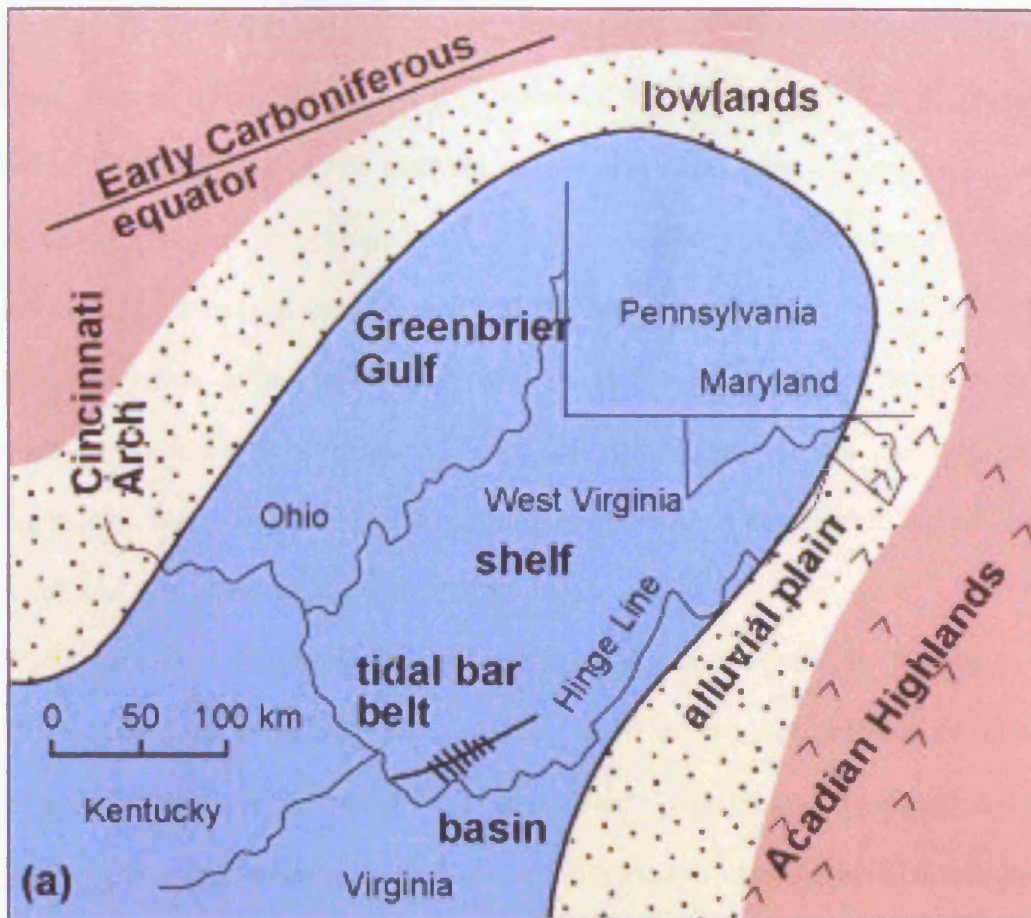 Early Carboniferous
equator
lowlands
Cincinnati
Arch
Greenbrier
Gulf
Pennsylvania
Maryland
Ohio
West Virginia
shelf
Hinge Line
alluvial plain
Acadian Highlands
tidal bar
belt
0 50 100 km
Kentucky
basin
Virginia
(a)